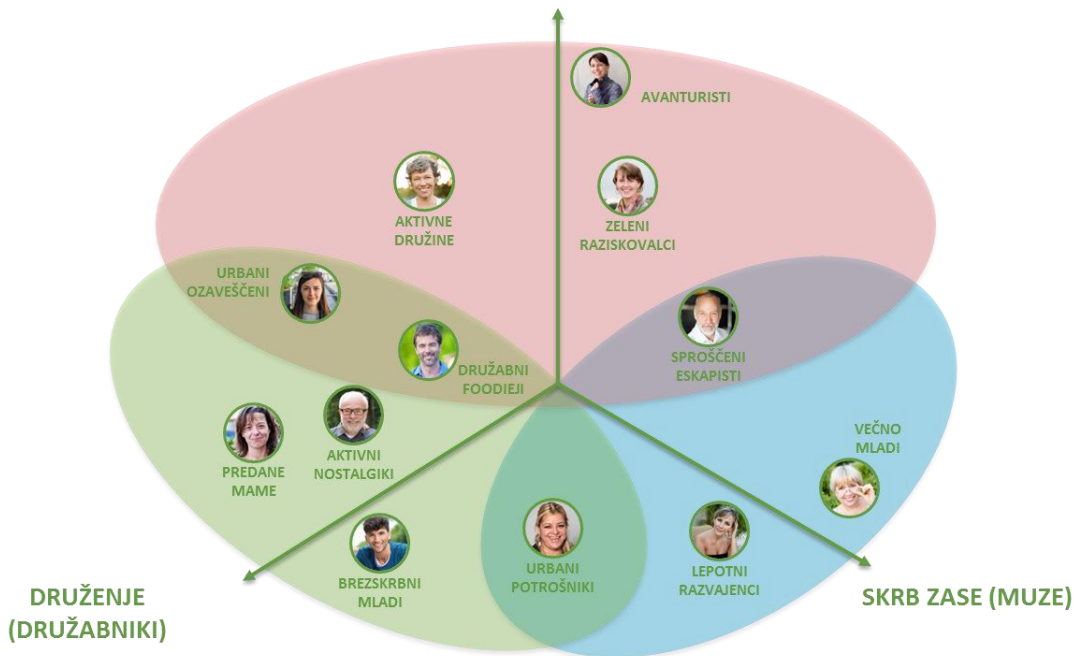 AVANTURISTI
AKTIVNE
DRUŽINE
ZELENI
RAZISKOVALCI
URBANI
OZAVEŠČENI
SPROŠČENI
ESKAPISTI
DRUŽABNI
FOODIEJI
VEČNO
MLADI
AKTIVNI
NOSTALGIKI
PREDANE
MAME
URBANI
POTROŠNIKI
LEPOTNI
RAZVAJENCI
BREZSKRBNI
MLADI
DRUŽENJE
(DRUŽABNIKI)
SKRB ZASE (MUZE)